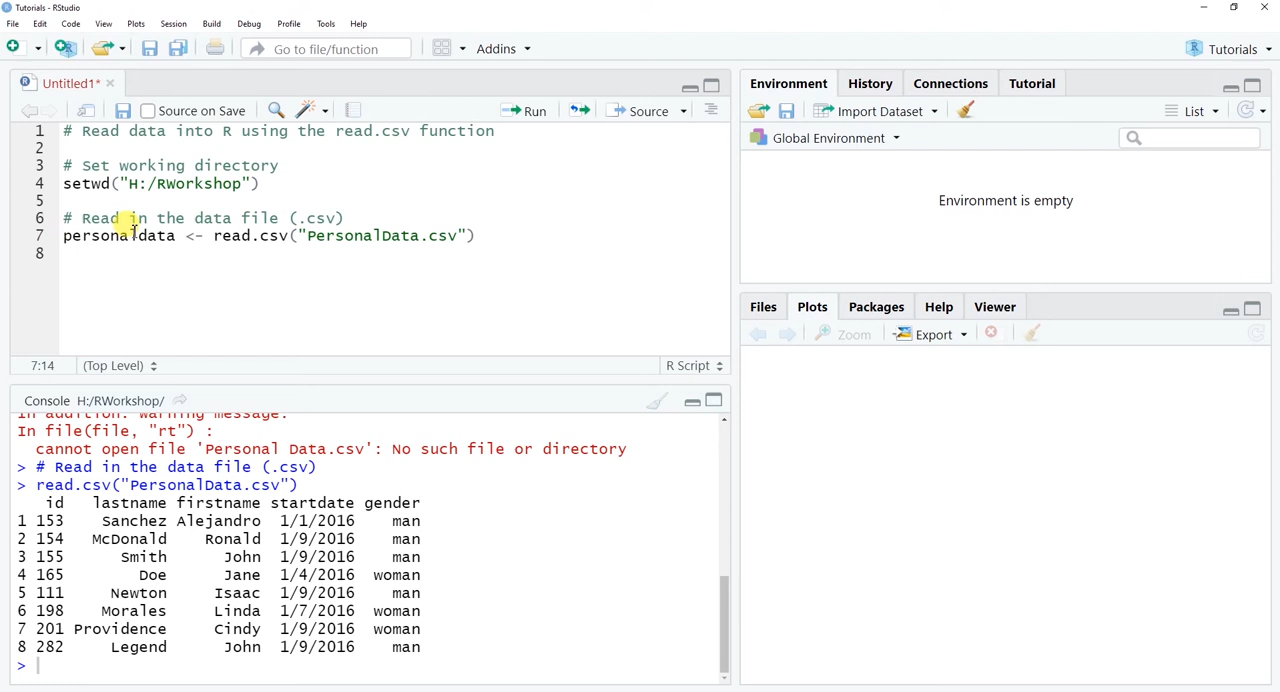 Tutorials - RStudio
File Edit Code View Plots Session Build Debug Profile Tools Help
Go to file/function Addins Tutorials
Untitled1*
Source on Save Run Source
1 # Read data into R using the read.csv function
2
3 # Set working directory
4 setwd("H:/RWorkshop")
5
6 # Read in the data file (.csv)
7 personaldata <- read.csv("PersonalData.csv")
8
7:14 (Top Level) R Script
Console H:/RWorkshop/
In addition: Warning message:
In file(file, "rt") :
cannot open file 'Personal Data.csv': No such file or directory
> # Read in the data file (.csv)
> read.csv("PersonalData.csv")
id lastname firstname startdate gender
1 153 Sanchez Alejandro 1/1/2016 man
2 154 McDonald Ronald 1/9/2016 man
3 155 Smith John 1/9/2016 man
4 165 Doe Jane 1/4/2016 woman
5 111 Newton Isaac 1/9/2016 man
6 198 Morales Linda 1/7/2016 woman
7 201 Providence Cindy 1/9/2016 woman
8 282 Legend John 1/9/2016 man
>
Environment History Connections Tutorial
Import Dataset List
Global Environment
Environment is empty
Files Plots Packages Help Viewer
Zoom Export